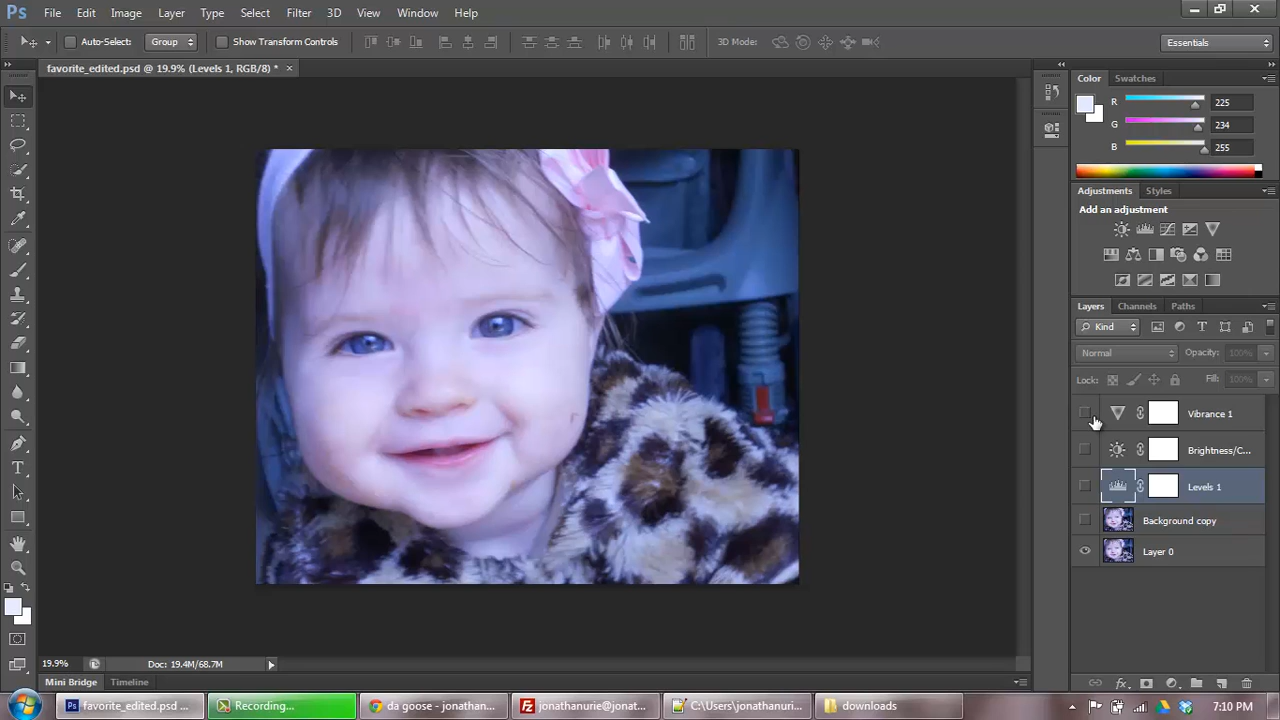 Ps File Edit Image Layer Type Select Filter 3D View Window Help
Auto-Select: Group Show Transform Controls 3D Mode: Essentials
favorite_edited.psd @ 19.9% (Levels 1, RGB/8) *
Color Swatches
R 225
G 234
B 255
Adjustments Styles
Add an adjustment
Layers Channels Paths
Kind
Normal Opacity: 100%
Lock: Fill: 100%
Vibrance 1
Brightness/C...
Levels 1
Background copy
Layer 0
19.9% Doc: 19.4M/68.7M
Mini Bridge Timeline
favorite_edited.psd ... Recording... da goose - jonathan... jonathanurie@jonat... C:\Users\jonathanuri... downloads 7:10 PM